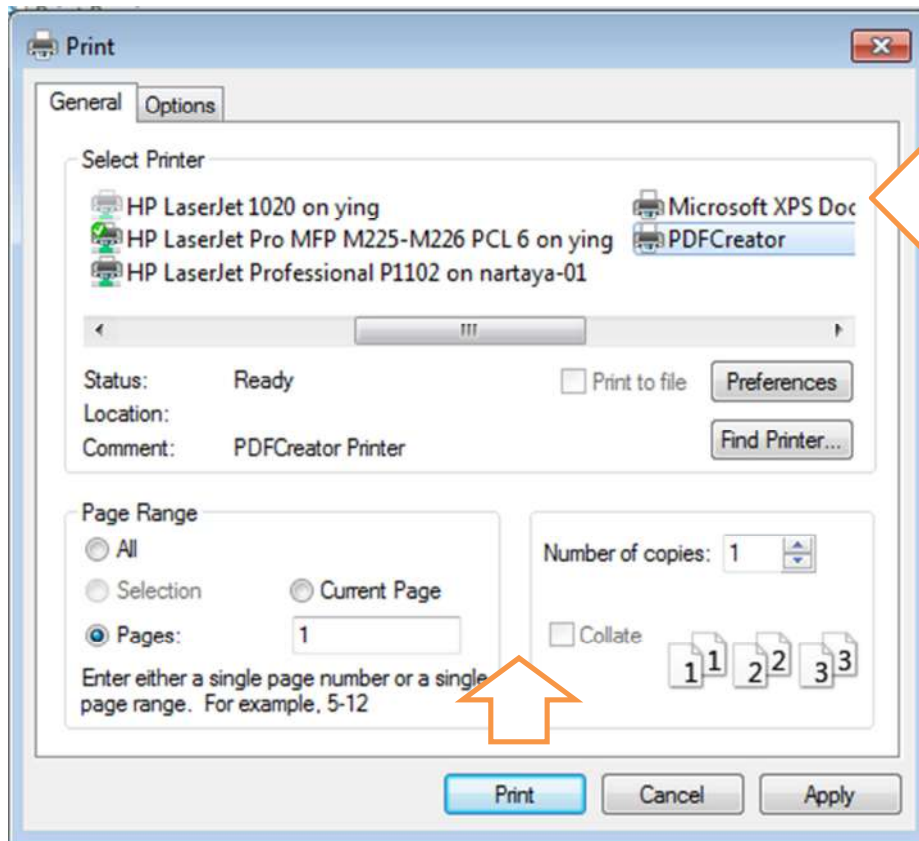 Print
General Options
Select Printer
HP LaserJet 1020 on ying
HP LaserJet Pro MFP M225-M226 PCL 6 on ying
HP LaserJet Professional P1102 on nartaya-01
Microsoft XPS Doc
PDFCreator
Status: Ready
Print to file
Preferences
Location:
Comment: PDFCreator Printer
Find Printer...
Page Range
All
Selection
Current Page
Pages: 1
Enter either a single page number or a single
page range. For example, 5-12
Number of copies: 1
Collate
1 1 2 2 3 3
Print Cancel Apply